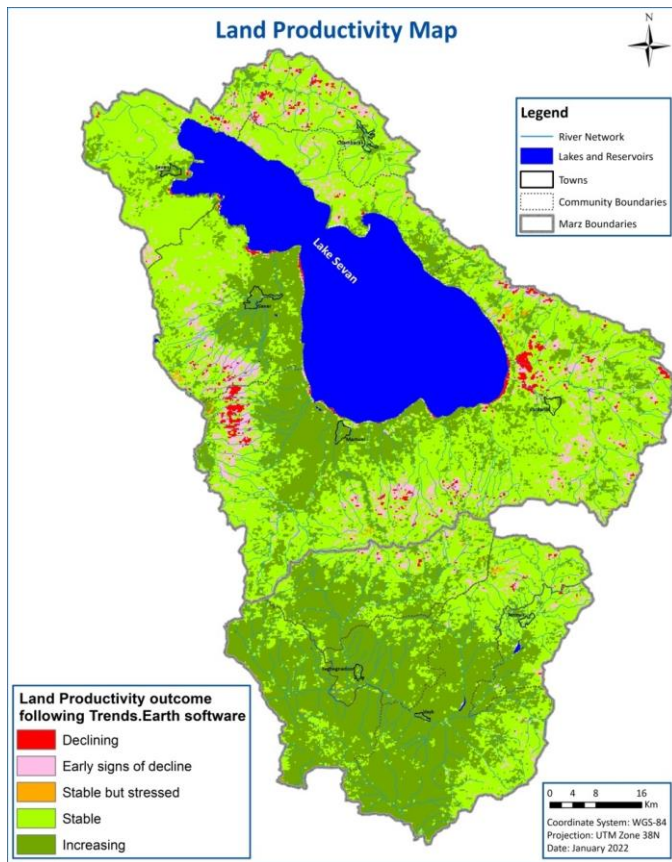 Land Productivity Map
N
Legend
River Network
Lakes and Reservoirs
Towns
Community Boundaries
Marz Boundaries
Lake Sevan
Land Productivity outcome
following Trends.Earth software
Declining
Early signs of decline
Stable but stressed
Stable
Increasing
0 4 8 16
Km
Coordinate System: WGS-84
Projection: UTM Zone 38N
Date: January 2022